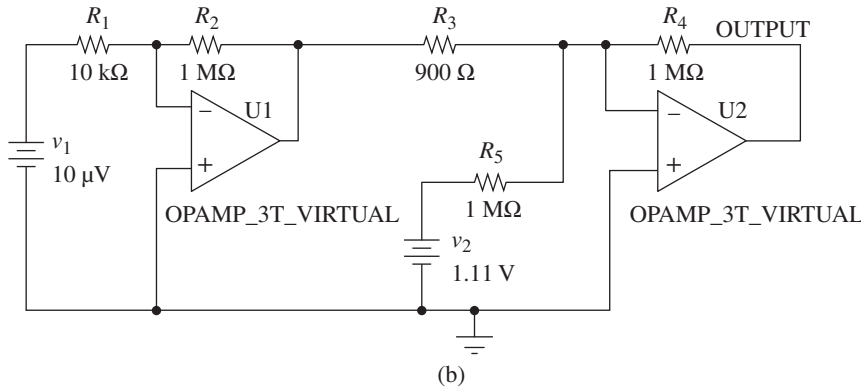 R1
10 kΩ
R2
1 MΩ
R3
900 Ω
R4
1 MΩ
OUTPUT
−
+
U1
OPAMP_3T_VIRTUAL
−
+
U2
OPAMP_3T_VIRTUAL
v1
10 µV
R5
1 MΩ
v2
1.11 V
(b)